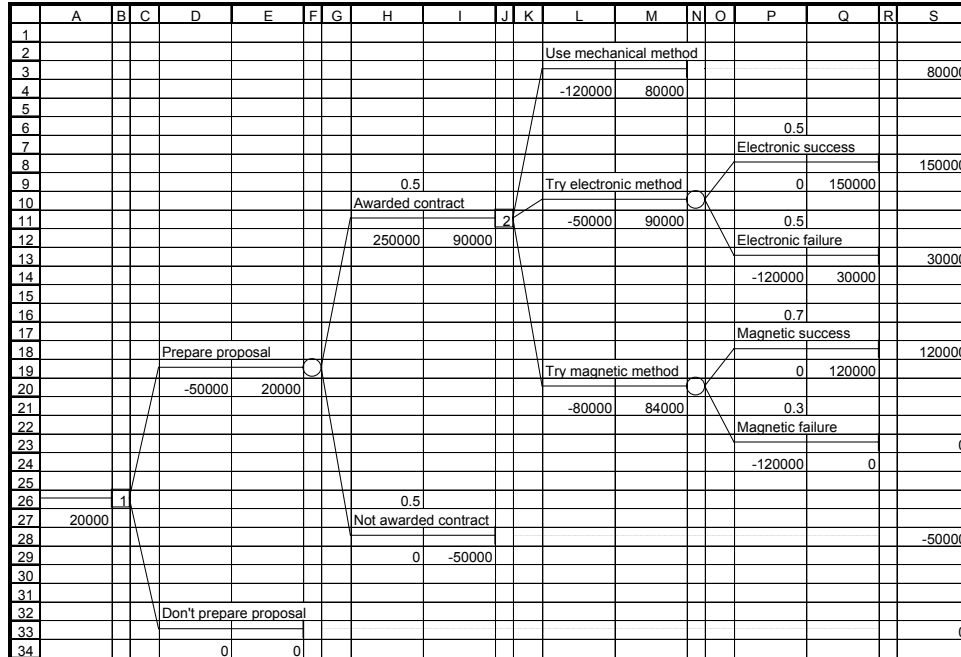 A B C D E F G H I J K L M N O P Q R S
1
2 Use mechanical method
3 80000
4 -120000 80000
5
6 0.5
7 Electronic success
8 150000
9 0.5 Try electronic method 0 150000
10 Awarded contract
11 2 -50000 90000 0.5
12 250000 90000 Electronic failure
13 30000
14 -120000 30000
15
16 0.7
17 Magnetic success
18 Prepare proposal 120000
19 Try magnetic method 0 120000
20 -50000 20000
21 -80000 84000 0.3
22 Magnetic failure
23 0
24 -120000 0
25
26 1 0.5
27 20000 Not awarded contract
28 -50000
29 0 -50000
30
31
32 Don't prepare proposal
33 0
34 0 0